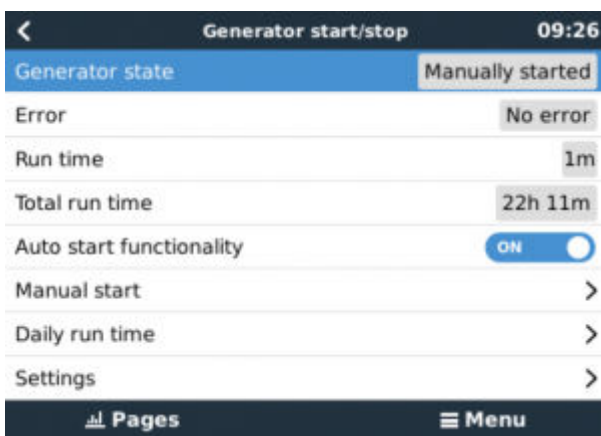 Generator start/stop 09:26
Generator state Manually started
Error No error
Run time 1m
Total run time 22h 11m
Auto start functionality ON
Manual start
Daily run time
Settings
Pages Menu